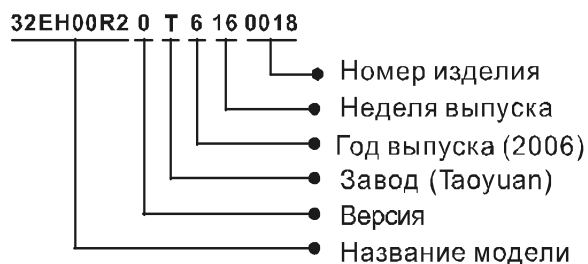 32EH00R2 0 T 6 16 0018
Номер изделия
Неделя выпуска
Год выпуска (2006)
Завод (Taoyuan)
Версия
Название модели